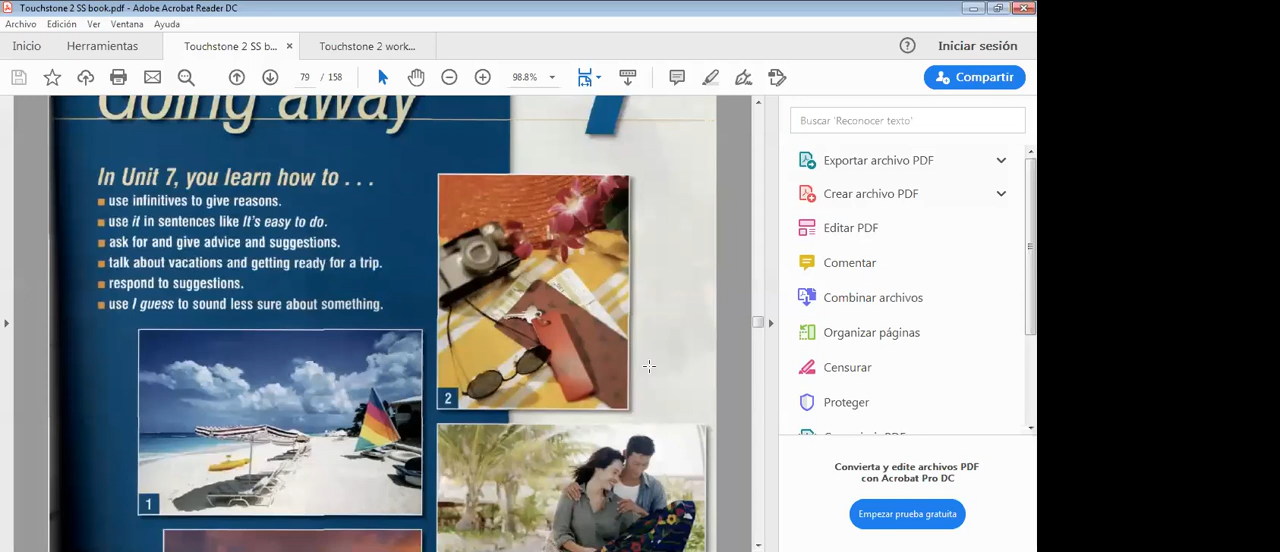 Touchstone 2 SS book.pdf - Adobe Acrobat Reader DC
Archivo Edición Ver Ventana Ayuda
Inicio Herramientas Touchstone 2 SS b... × Touchstone 2 work... Iniciar sesión
79 / 158 98.8% Compartir
Going away 7
In Unit 7, you learn how to . . .
use infinitives to give reasons.
use it in sentences like It's easy to do.
ask for and give advice and suggestions.
talk about vacations and getting ready for a trip.
respond to suggestions.
use I guess to sound less sure about something.
1
2
Buscar 'Reconocer texto'
Exportar archivo PDF
Crear archivo PDF
Editar PDF
Comentar
Combinar archivos
Organizar páginas
Censurar
Proteger
Convierta y edite archivos PDF
con Acrobat Pro DC
Empezar prueba gratuita